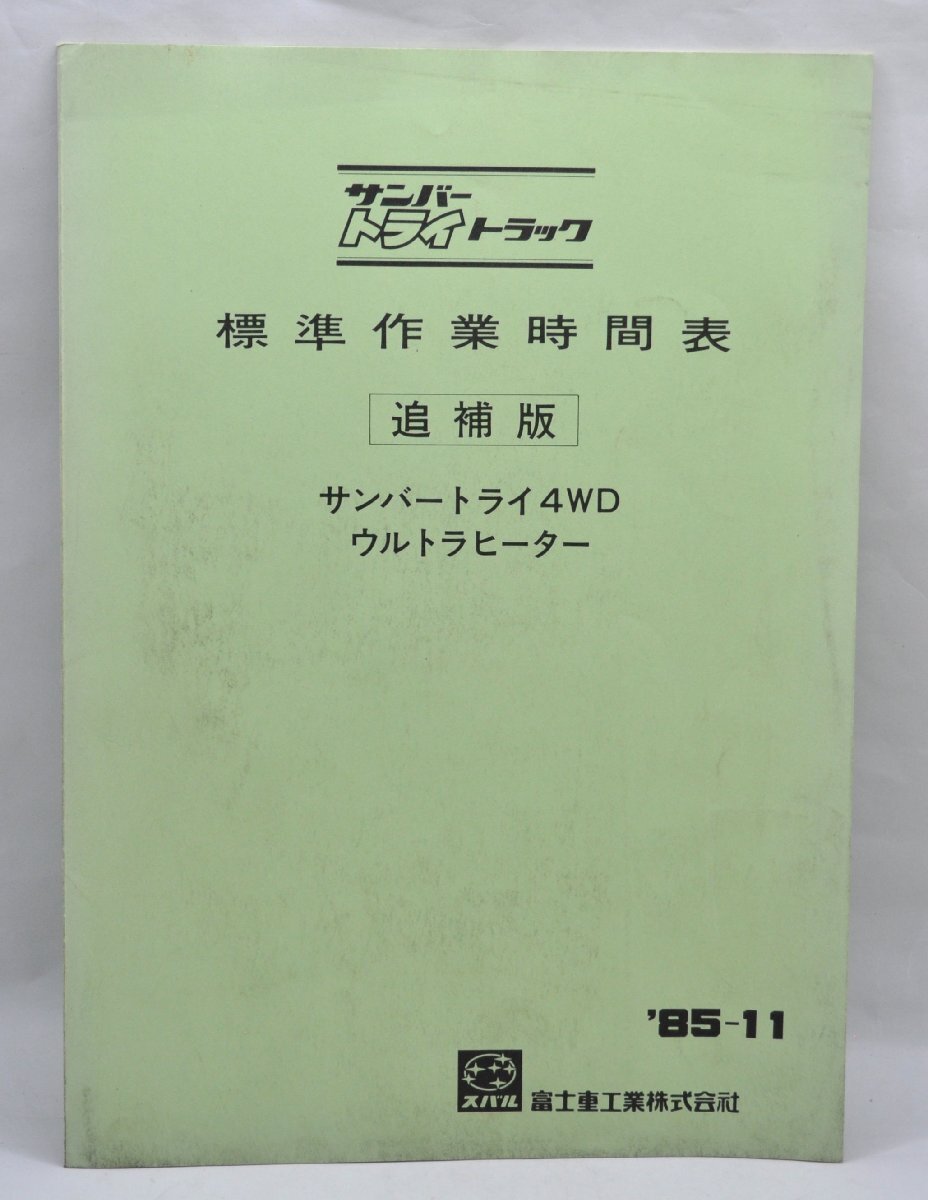 サンバー
トライ トラック
標準作業時間表
追補版
サンバートライ4WD
ウルトラヒーター
'85-11
スバル 富士重工業株式会社